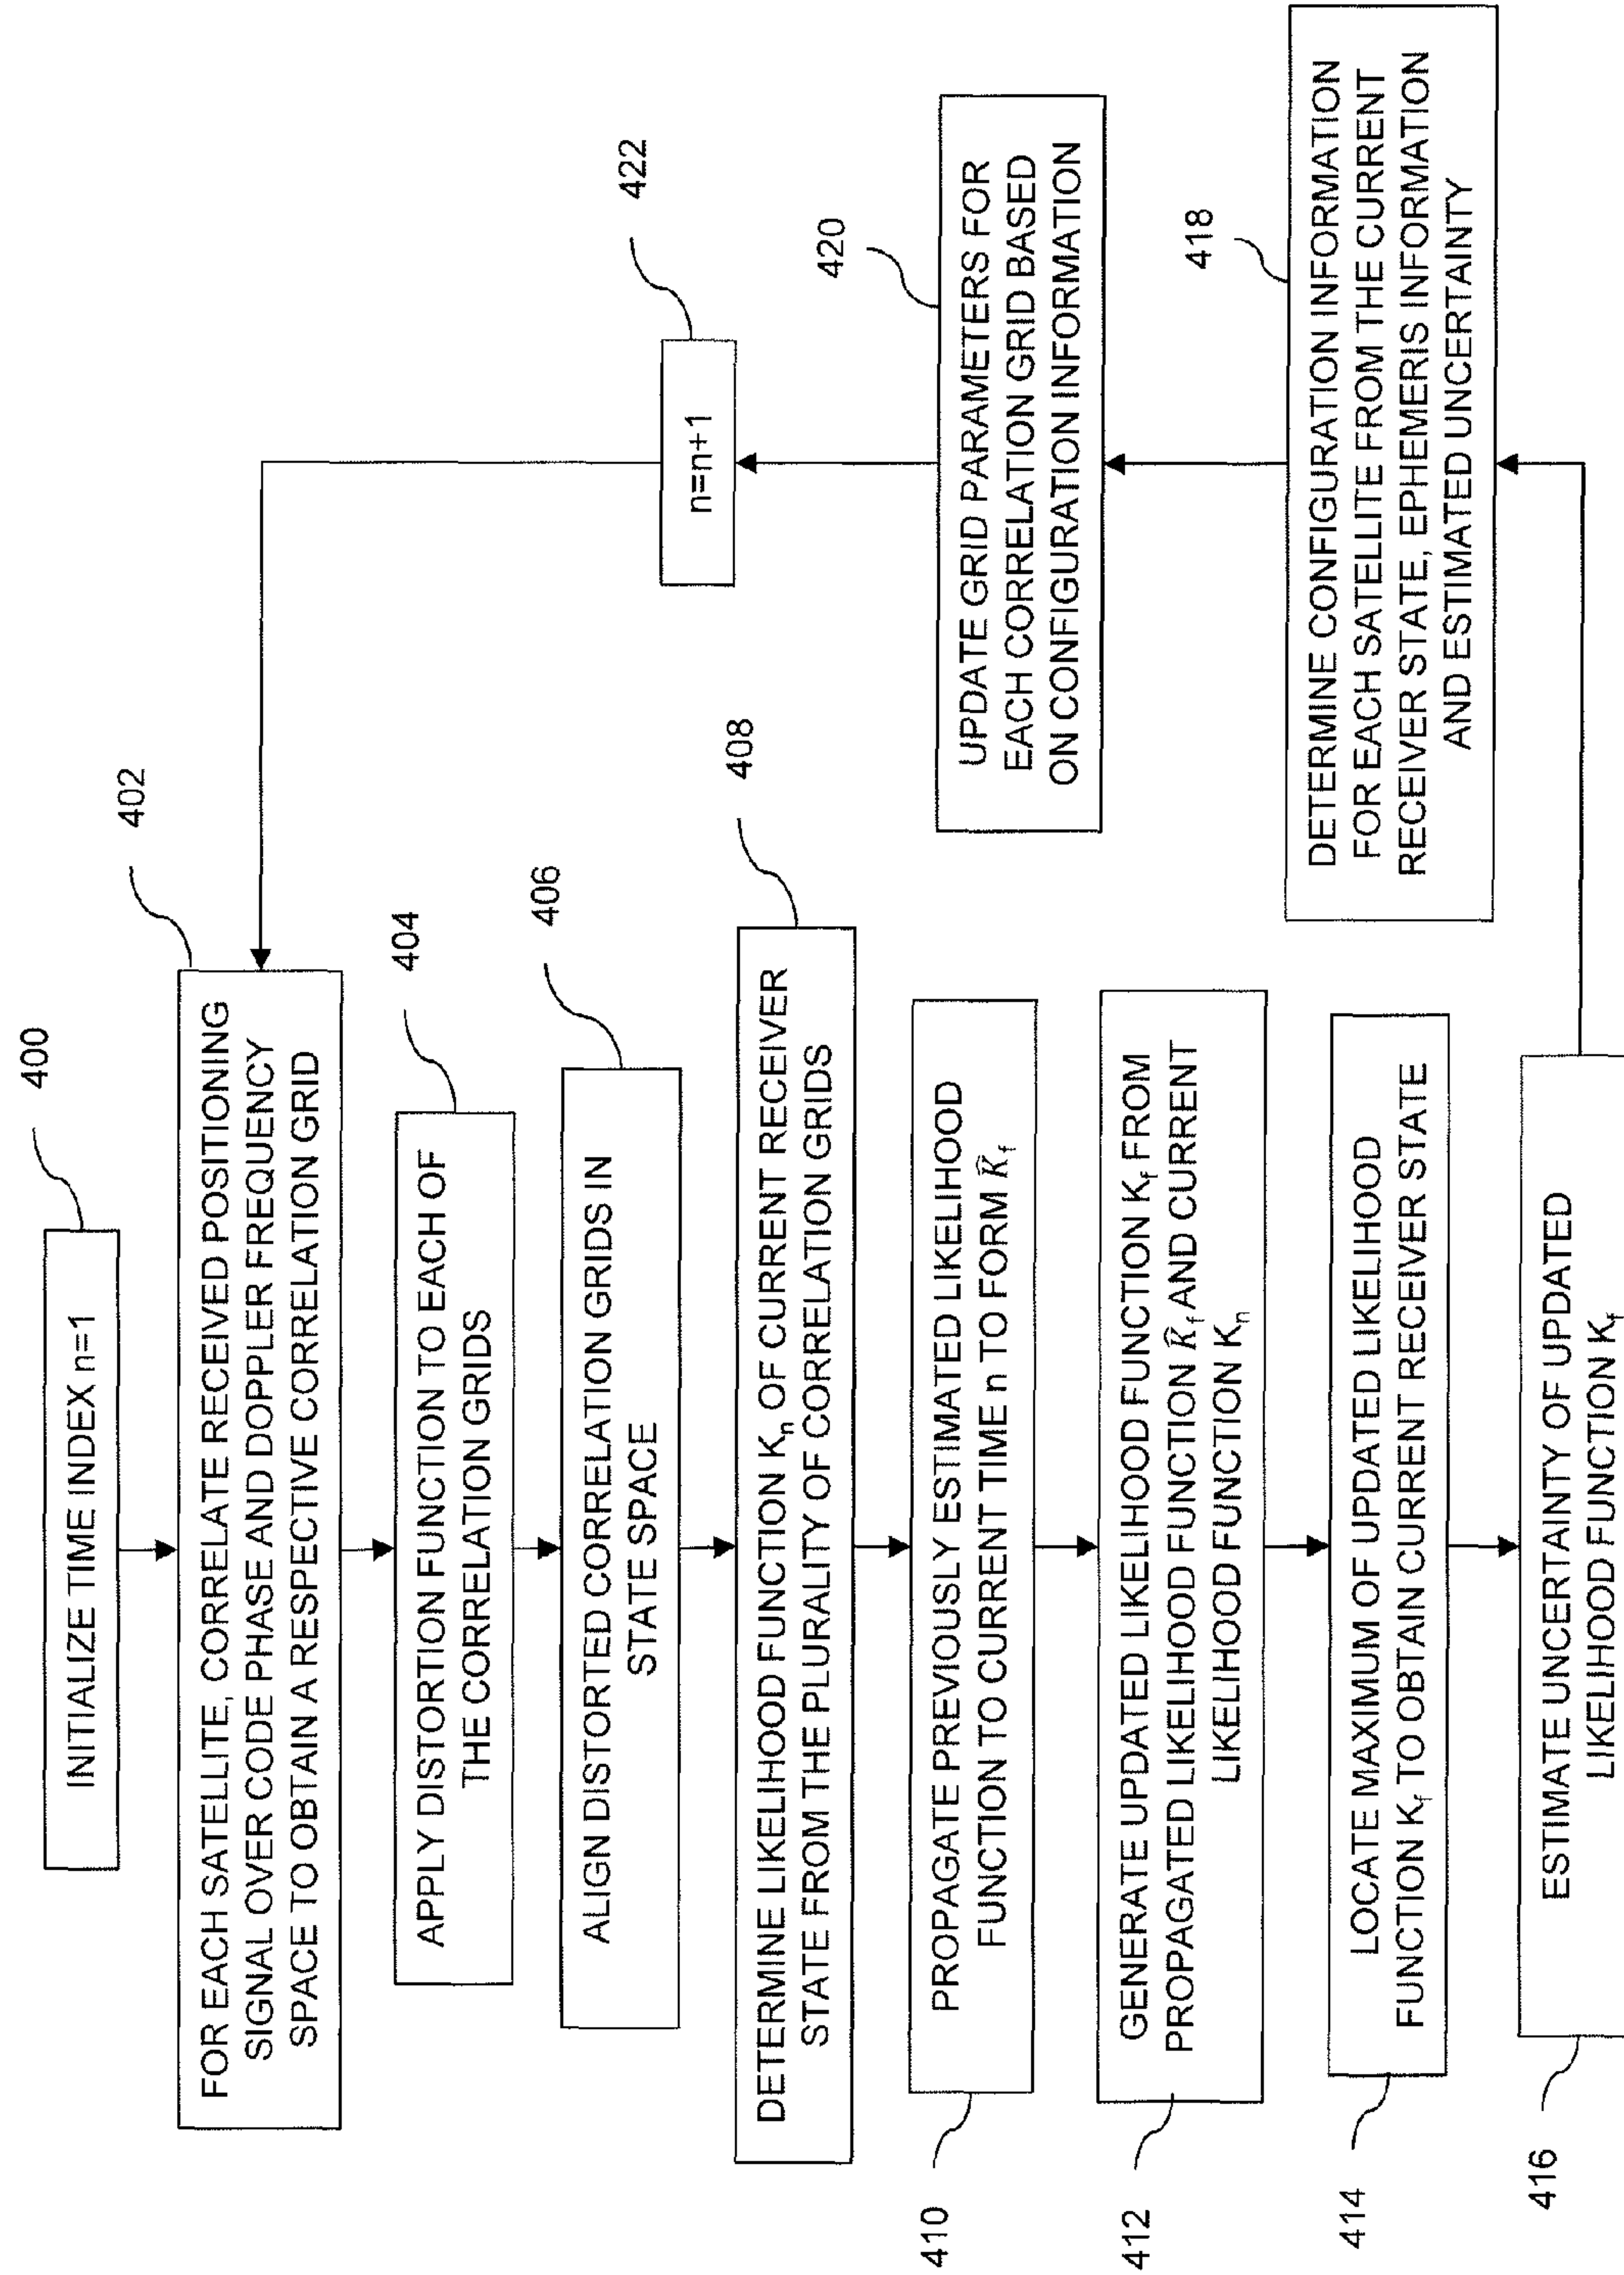 400
INITIALIZE TIME INDEX n=1
402
FOR EACH SATELLITE, CORRELATE RECEIVED POSITIONING
SIGNAL OVER CODE PHASE AND DOPPLER FREQUENCY
SPACE TO OBTAIN A RESPECTIVE CORRELATION GRID
404
APPLY DISTORTION FUNCTION TO EACH OF
THE CORRELATION GRIDS
406
ALIGN DISTORTED CORRELATION GRIDS IN
STATE SPACE
408
DETERMINE LIKELIHOOD FUNCTION Kn OF CURRENT RECEIVER
STATE FROM THE PLURALITY OF CORRELATION GRIDS
410
PROPAGATE PREVIOUSLY ESTIMATED LIKELIHOOD
FUNCTION TO CURRENT TIME n TO FORM K̂f
412
GENERATE UPDATED LIKELIHOOD FUNCTION Kf FROM
PROPAGATED LIKELIHOOD FUNCTION K̂f AND CURRENT
LIKELIHOOD FUNCTION Kn
414
LOCATE MAXIMUM OF UPDATED LIKELIHOOD
FUNCTION Kf TO OBTAIN CURRENT RECEIVER STATE
416
ESTIMATE UNCERTAINTY OF UPDATED
LIKELIHOOD FUNCTION Kf
418
DETERMINE CONFIGURATION INFORMATION
FOR EACH SATELLITE FROM THE CURRENT
RECEIVER STATE, EPHEMERIS INFORMATION
AND ESTIMATED UNCERTAINTY
420
UPDATE GRID PARAMETERS FOR
EACH CORRELATION GRID BASED
ON CONFIGURATION INFORMATION
422
n=n+1